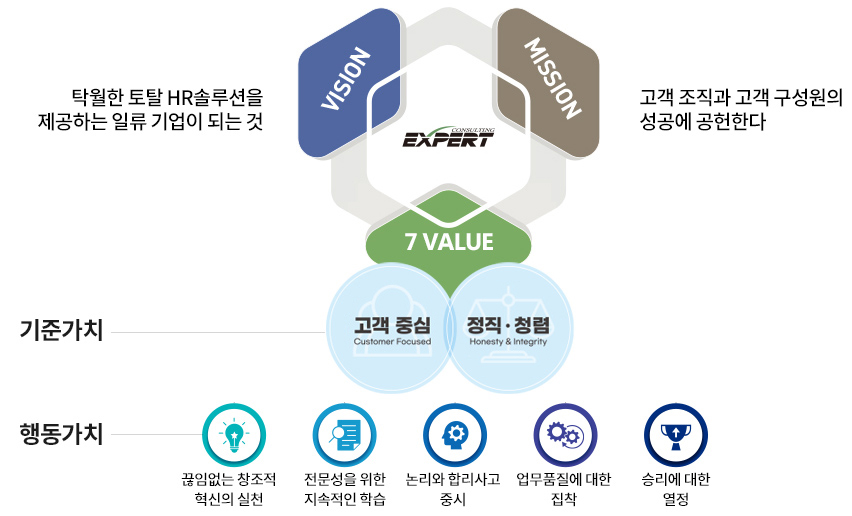 VISION
MISSION
탁월한 토탈 HR솔루션을
제공하는 일류 기업이 되는 것
CONSULTING
EXPERT
고객 조직과 고객 구성원의
성공에 공헌한다
7 VALUE
기준가치
고객 중심
Customer Focused
정직·청렴
Honesty & Integrity
행동가치
끊임없는 창조적
혁신의 실천
전문성을 위한
지속적인 학습
논리와 합리사고
중시
업무품질에 대한
집착
승리에 대한
열정